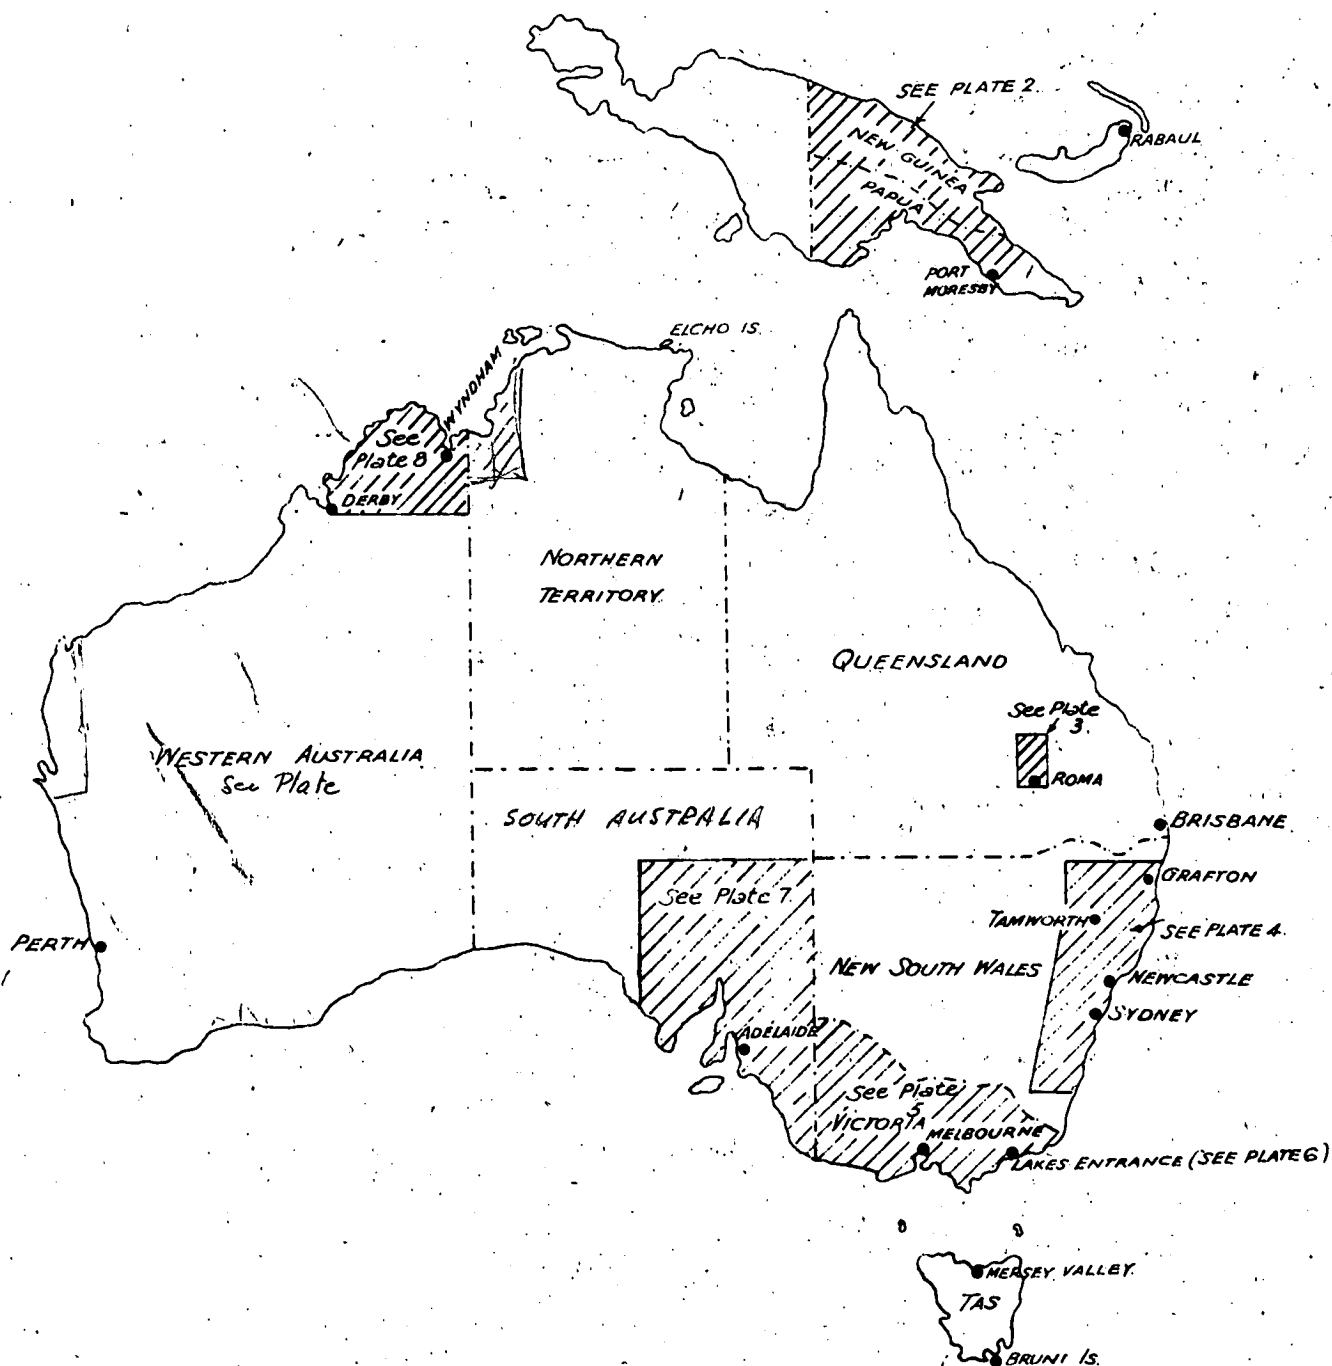 SEE PLATE 2.
RABAUL
NEW GUINEA
PAPUA
PORT
MORESBY
ELCHO IS.
WYNDHAM
See
Plate 8
DERBY
NORTHERN
TERRITORY.
QUEENSLAND
See Plate
3.
ROMA
WESTERN AUSTRALIA
See Plate
SOUTH AUSTRALIA
BRISBANE
See Plate 7.
GRAFTON
TAMWORTH
SEE PLATE 4.
PERTH
NEW SOUTH WALES
NEWCASTLE
SYDNEY
ADELAIDE
See Plate
5
VICTORIA
MELBOURNE
LAKES ENTRANCE (SEE PLATE 6)
MERSEY VALLEY.
TAS
BRUNI IS.